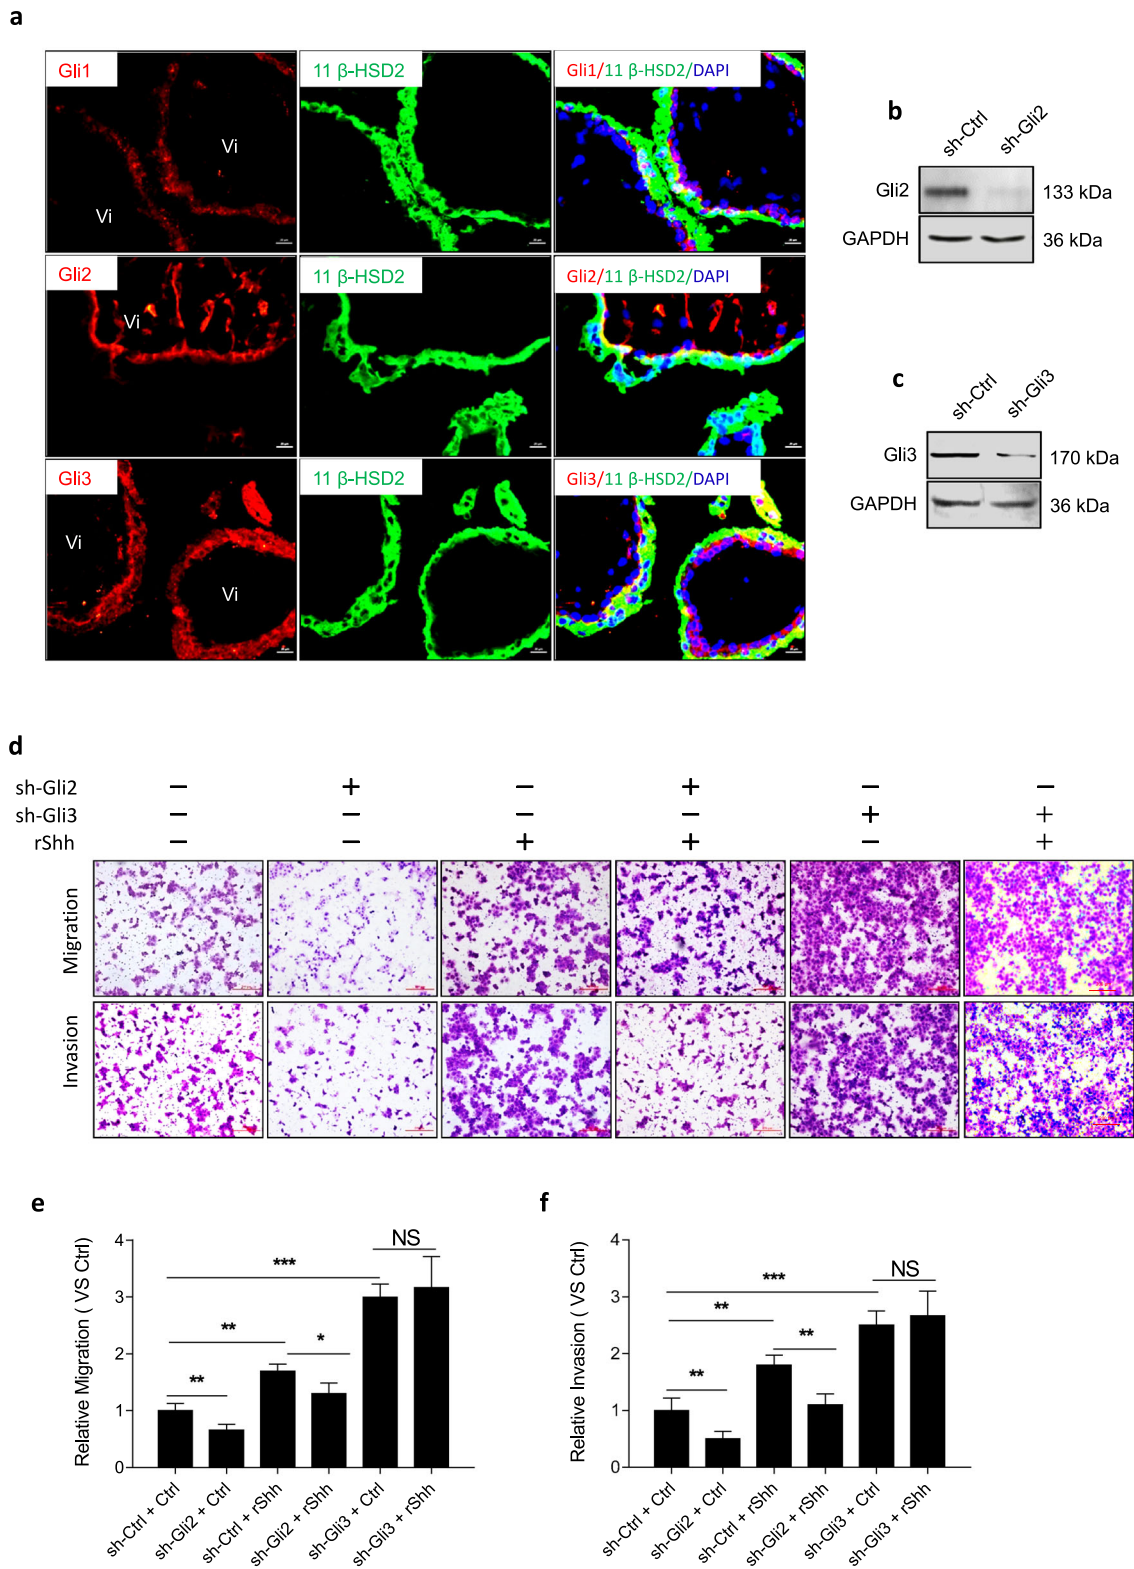 a
Gli1
11 β-HSD2
Gli1/11 β-HSD2/DAPI
Vi
Vi
Gli2
11 β-HSD2
Gli2/11 β-HSD2/DAPI
Vi
Gli3
11 β-HSD2
Gli3/11 β-HSD2/DAPI
Vi
Vi
b
sh-Ctrl
sh-Gli2
Gli2
133 kDa
GAPDH
36 kDa
c
sh-Ctrl
sh-Gli3
Gli3
170 kDa
GAPDH
36 kDa
d
sh-Gli2 − + − + − −
sh-Gli3 − − − − + +
rShh − − + + − +
Migration
Invasion
e
Relative Migration ( VS Ctrl)
4
3
2
1
0
NS
***
**
*
**
sh-Ctrl + Ctrl
sh-Gli2 + Ctrl
sh-Ctrl + rShh
sh-Gli2 + rShh
sh-Gli3 + Ctrl
sh-Gli3 + rShh
f
Relative Invasion ( VS Ctrl)
4
3
2
1
0
NS
***
**
**
**
sh-Ctrl + Ctrl
sh-Gli2 + Ctrl
sh-Ctrl + rShh
sh-Gli2 + rShh
sh-Gli3 + Ctrl
sh-Gli3 + rShh